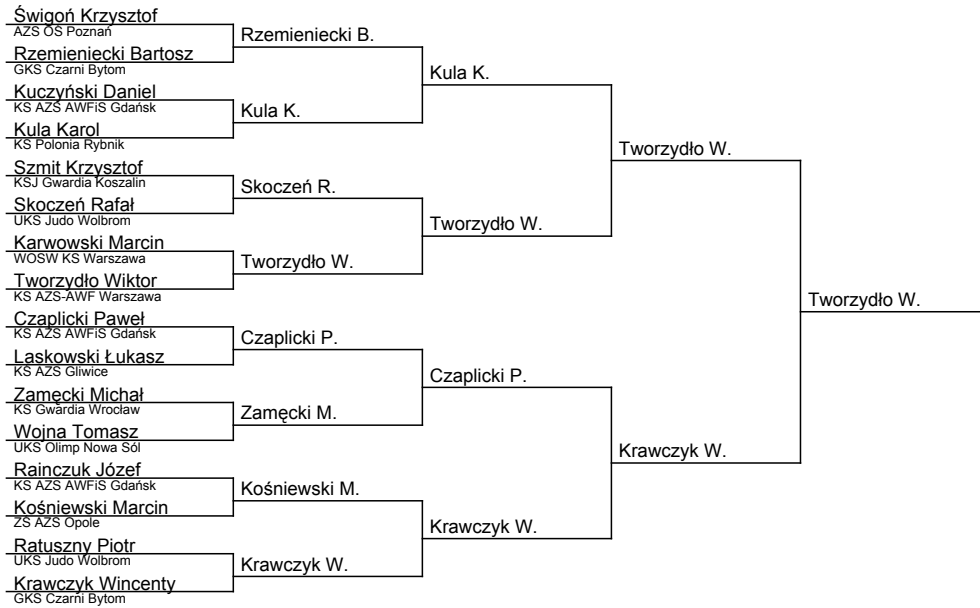 Świgoń Krzysztof
AZS OŚ Poznań
Rzemieniecki Bartosz
GKS Czarni Bytom
Kuczyński Daniel
KS AZS AWFiS Gdańsk
Kula Karol
KS Polonia Rybnik
Szmit Krzysztof
KSJ Gwardia Koszalin
Skoczeń Rafał
UKS Judo Wolbrom
Karwowski Marcin
WOSW KS Warszawa
Tworzydło Wiktor
KS AZS-AWF Warszawa
Czaplicki Paweł
KS AZS AWFiS Gdańsk
Laskowski Łukasz
KS AZS Gliwice
Zamęcki Michał
KS Gwardia Wrocław
Wojna Tomasz
UKS Olimp Nowa Sól
Rainczuk Józef
KS AZS AWFiS Gdańsk
Kośniewski Marcin
ZS AZS Opole
Ratuszny Piotr
UKS Judo Wolbrom
Krawczyk Wincenty
GKS Czarni Bytom
Rzemieniecki B.
Kula K.
Skoczeń R.
Tworzydło W.
Czaplicki P.
Zamęcki M.
Kośniewski M.
Krawczyk W.
Kula K.
Tworzydło W.
Czaplicki P.
Krawczyk W.
Tworzydło W.
Krawczyk W.
Tworzydło W.